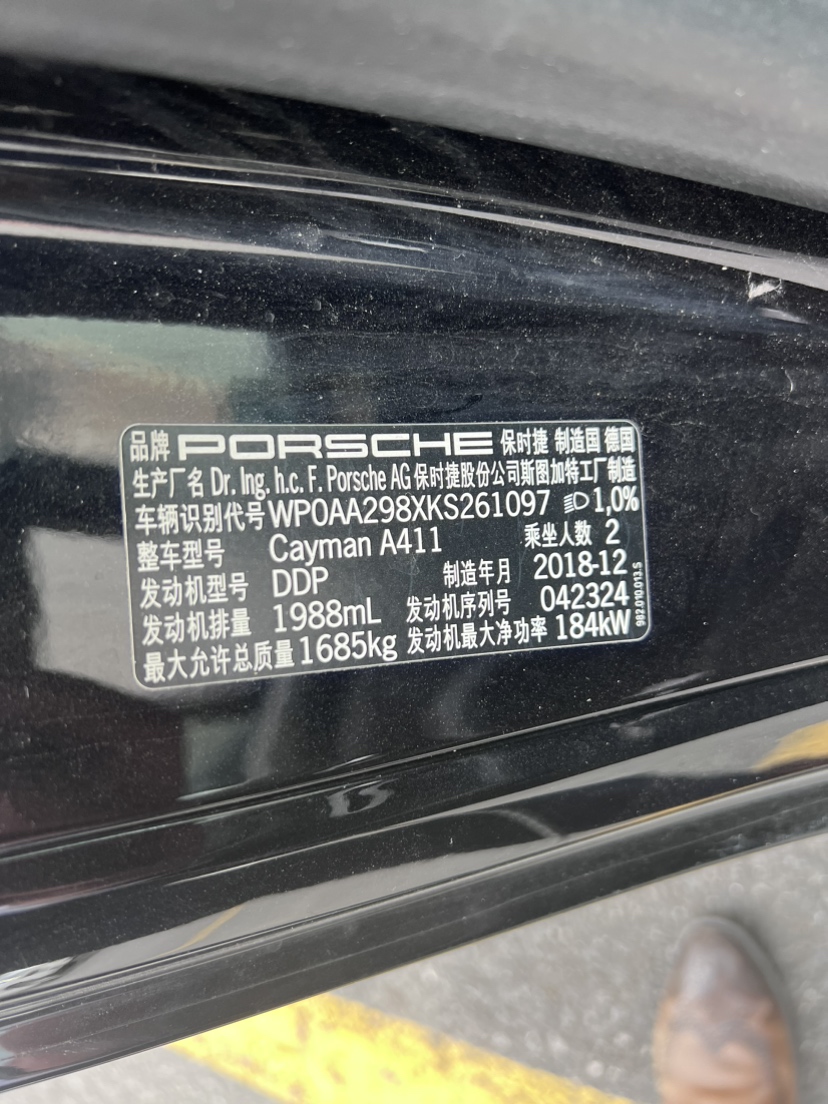 品牌 PORSCHE 保时捷 制造国 德国
生产厂名 Dr. Ing. h.c. F. Porsche AG 保时捷股份公司斯图加特工厂制造
车辆识别代号 WP0AA298XKS261097 1,0%
整车型号 Cayman A411 乘坐人数 2
发动机型号 DDP 制造年月 2018-12
发动机排量 1988mL 发动机序列号 042324
最大允许总质量 1685kg 发动机最大净功率 184kW
982.010.013.S